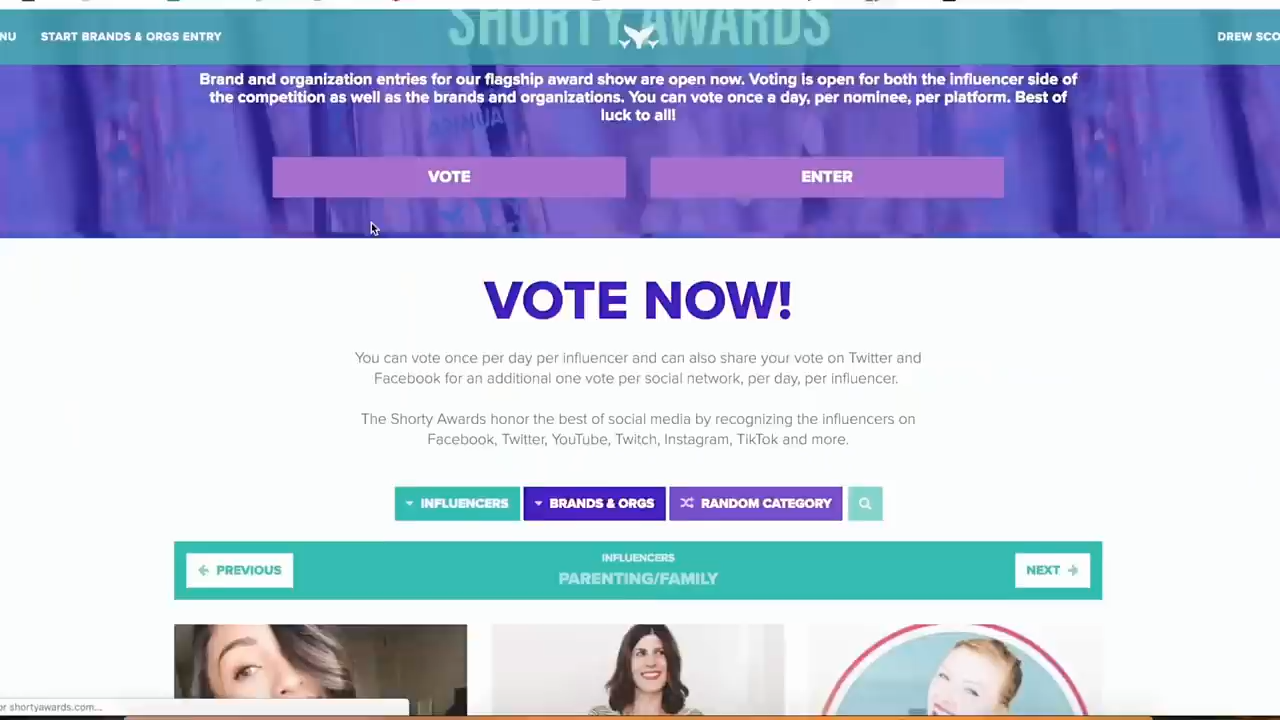 SHORTY AWARDS
NU
START BRANDS & ORGS ENTRY
DREW SCO
Brand and organization entries for our flagship award show are open now. Voting is open for both the influencer side of
the competition as well as the brands and organizations. You can vote once a day, per nominee, per platform. Best of
luck to all!
ANNUA
VOTE
ENTER
VOTE NOW!
You can vote once per day per influencer and can also share your vote on Twitter and
Facebook for an additional one vote per social network, per day, per influencer.
The Shorty Awards honor the best of social media by recognizing the influencers on
Facebook, Twitter, YouTube, Twitch, Instagram, TikTok and more.
INFLUENCERS
BRANDS & ORGS
RANDOM CATEGORY
PREVIOUS
INFLUENCERS
PARENTING/FAMILY
NEXT
or shortyawards.com...